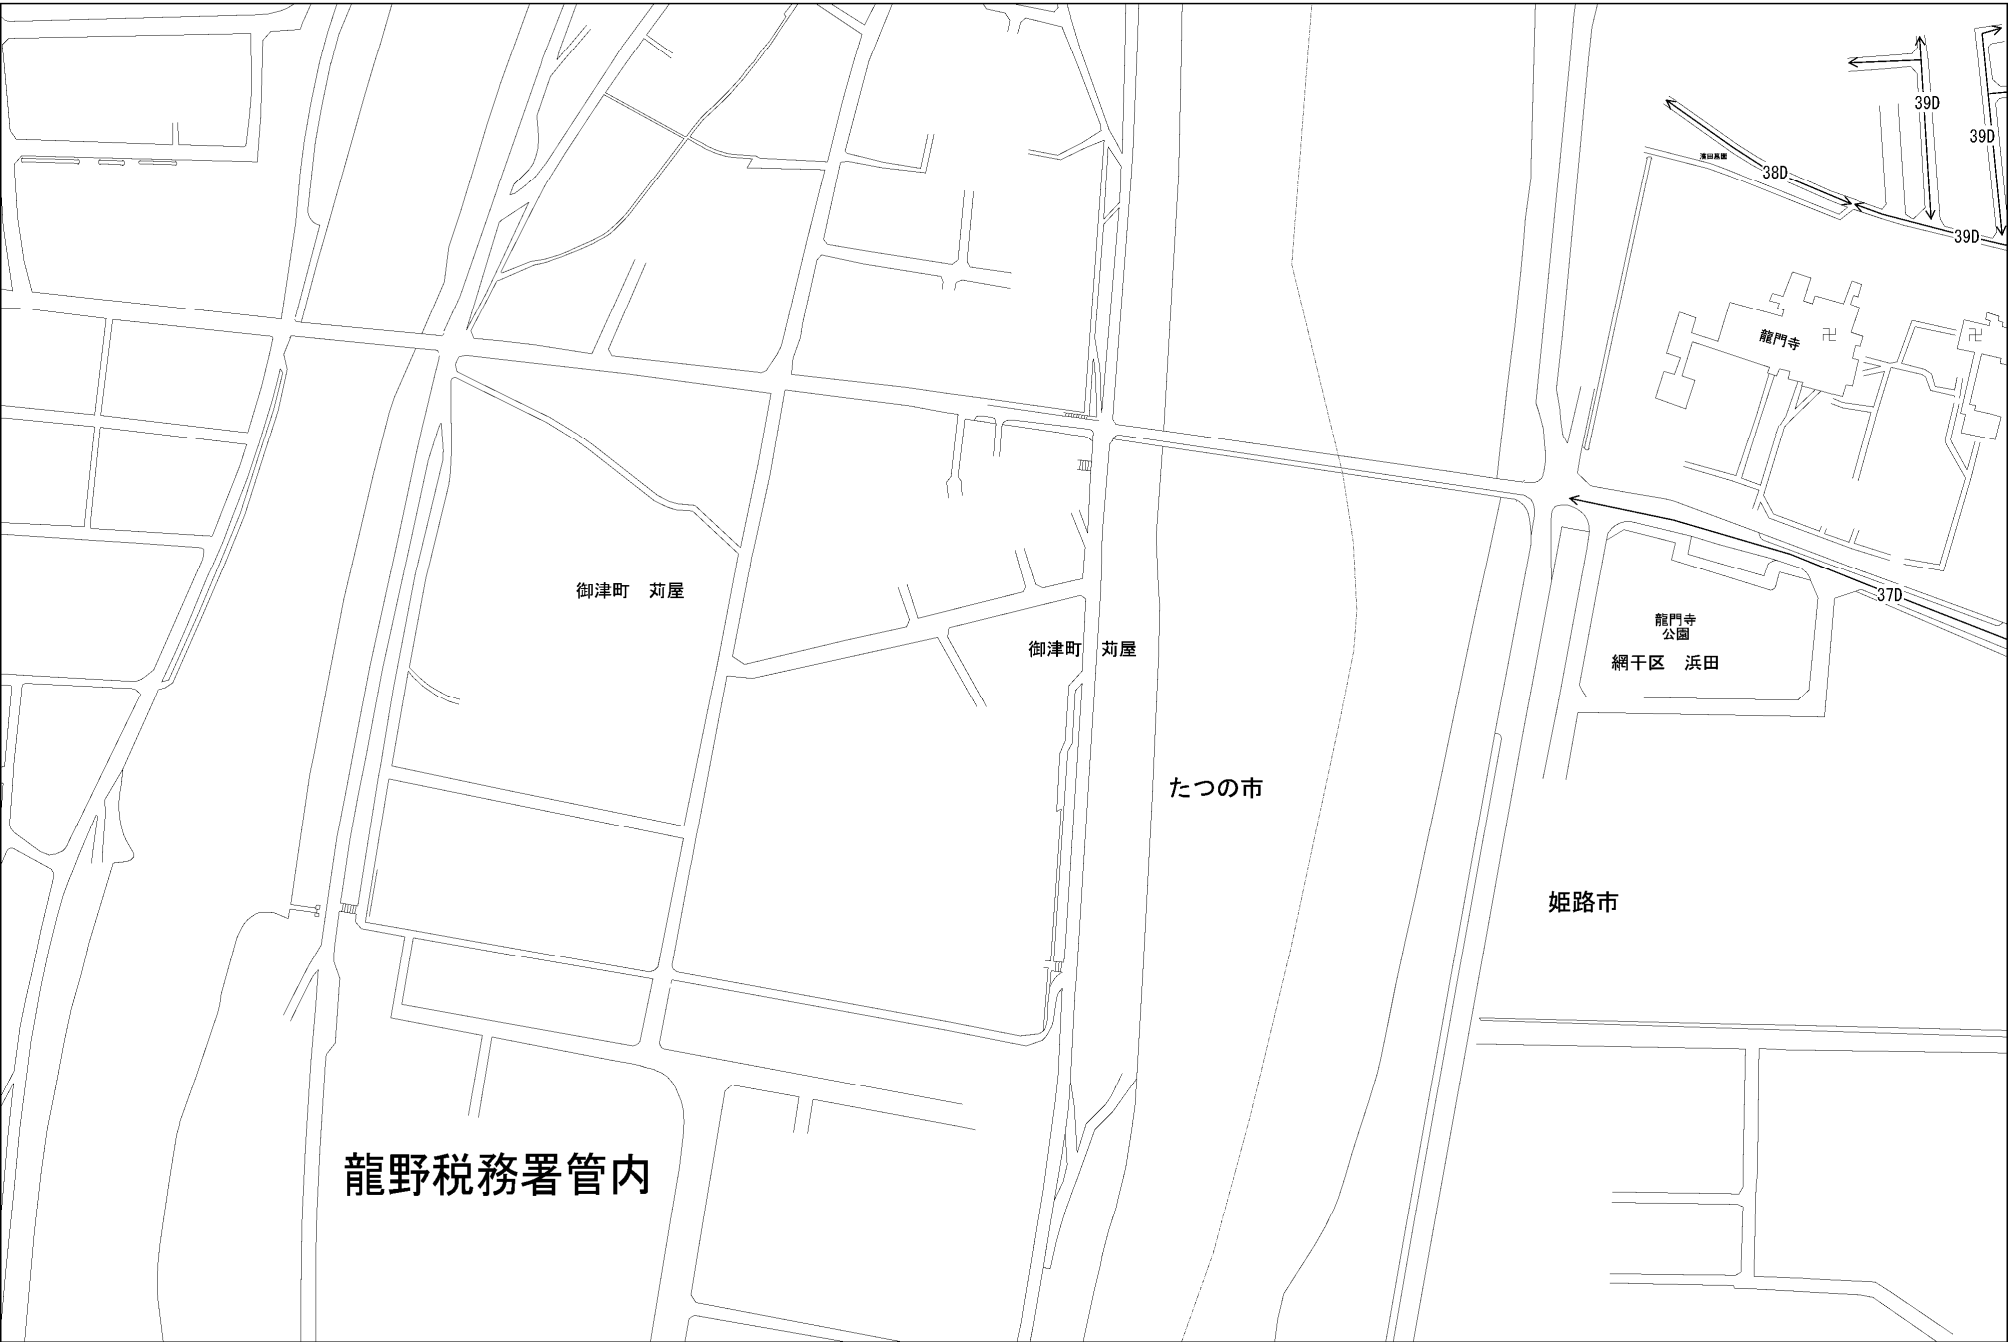 39D
39D
濱田墓園
38D
39D
龍門寺
御津町　苅屋
37D
龍門寺
公園
御津町　苅屋
網干区　浜田
たつの市
姫路市
龍野税務署管内